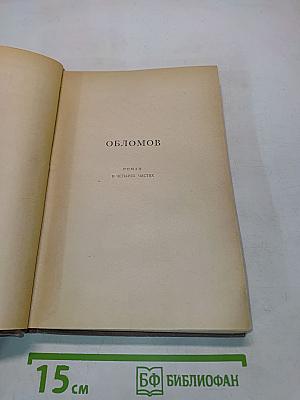 ОБЛОМОВ
РОМАН
В ЧЕТЫРЕХ ЧАСТЯХ
15 см
БФ БИБЛИОФАН